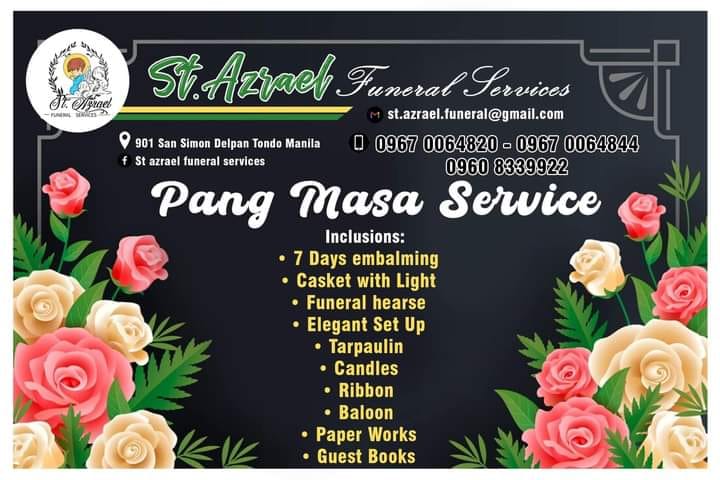 St. Azrael
FUNERAL SERVICES
St. Azrael Funeral Services
st.azrael.funeral@gmail.com
901 San Simon Delpan Tondo Manila
0967 0064820 - 0967 0064844
St azrael funeral services
0960 8339922
Pang Masa Service
Inclusions:
• 7 Days embalming
• Casket with Light
• Funeral hearse
• Elegant Set Up
• Tarpaulin
• Candles
• Ribbon
• Baloon
• Paper Works
• Guest Books